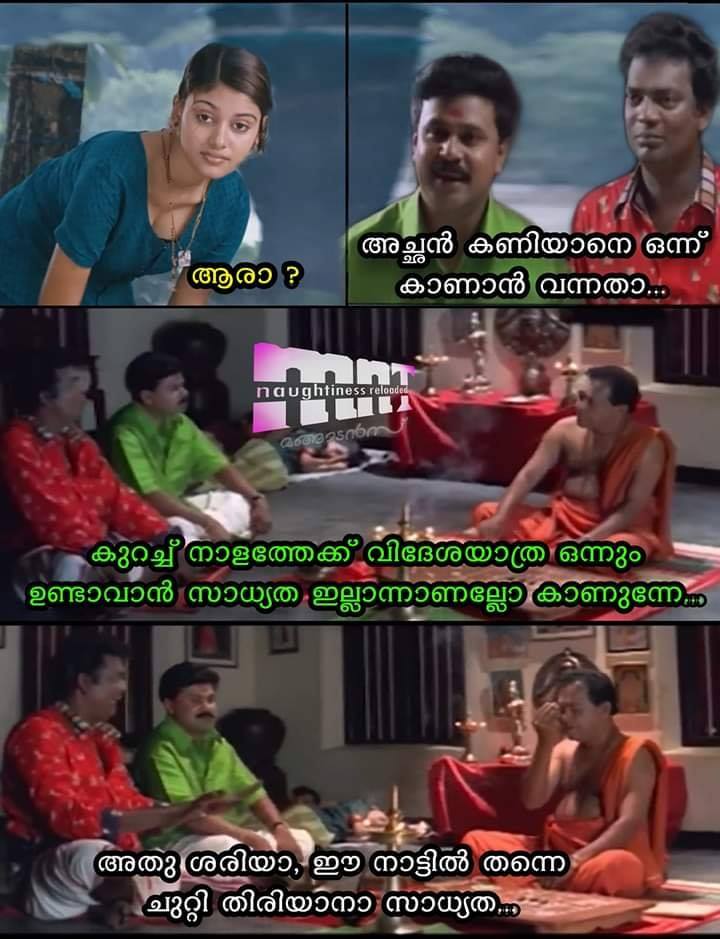 ആരാ ?
അച്ഛൻ കണിയാനെ ഒന്ന്
കാണാൻ വന്നതാ...
mnT
naughtiness reloaded
കുറച്ച് നാളത്തേക്ക് വിദേശയാത്ര ഒന്നും
ഉണ്ടാവാൻ സാധ്യത ഇല്ലാന്നാണല്ലോ കാണുന്നേ...
അതു ശരിയാ, ഈ നാട്ടിൽ തന്നെ
ചുറ്റി തിരിയാനാ സാധ്യത...